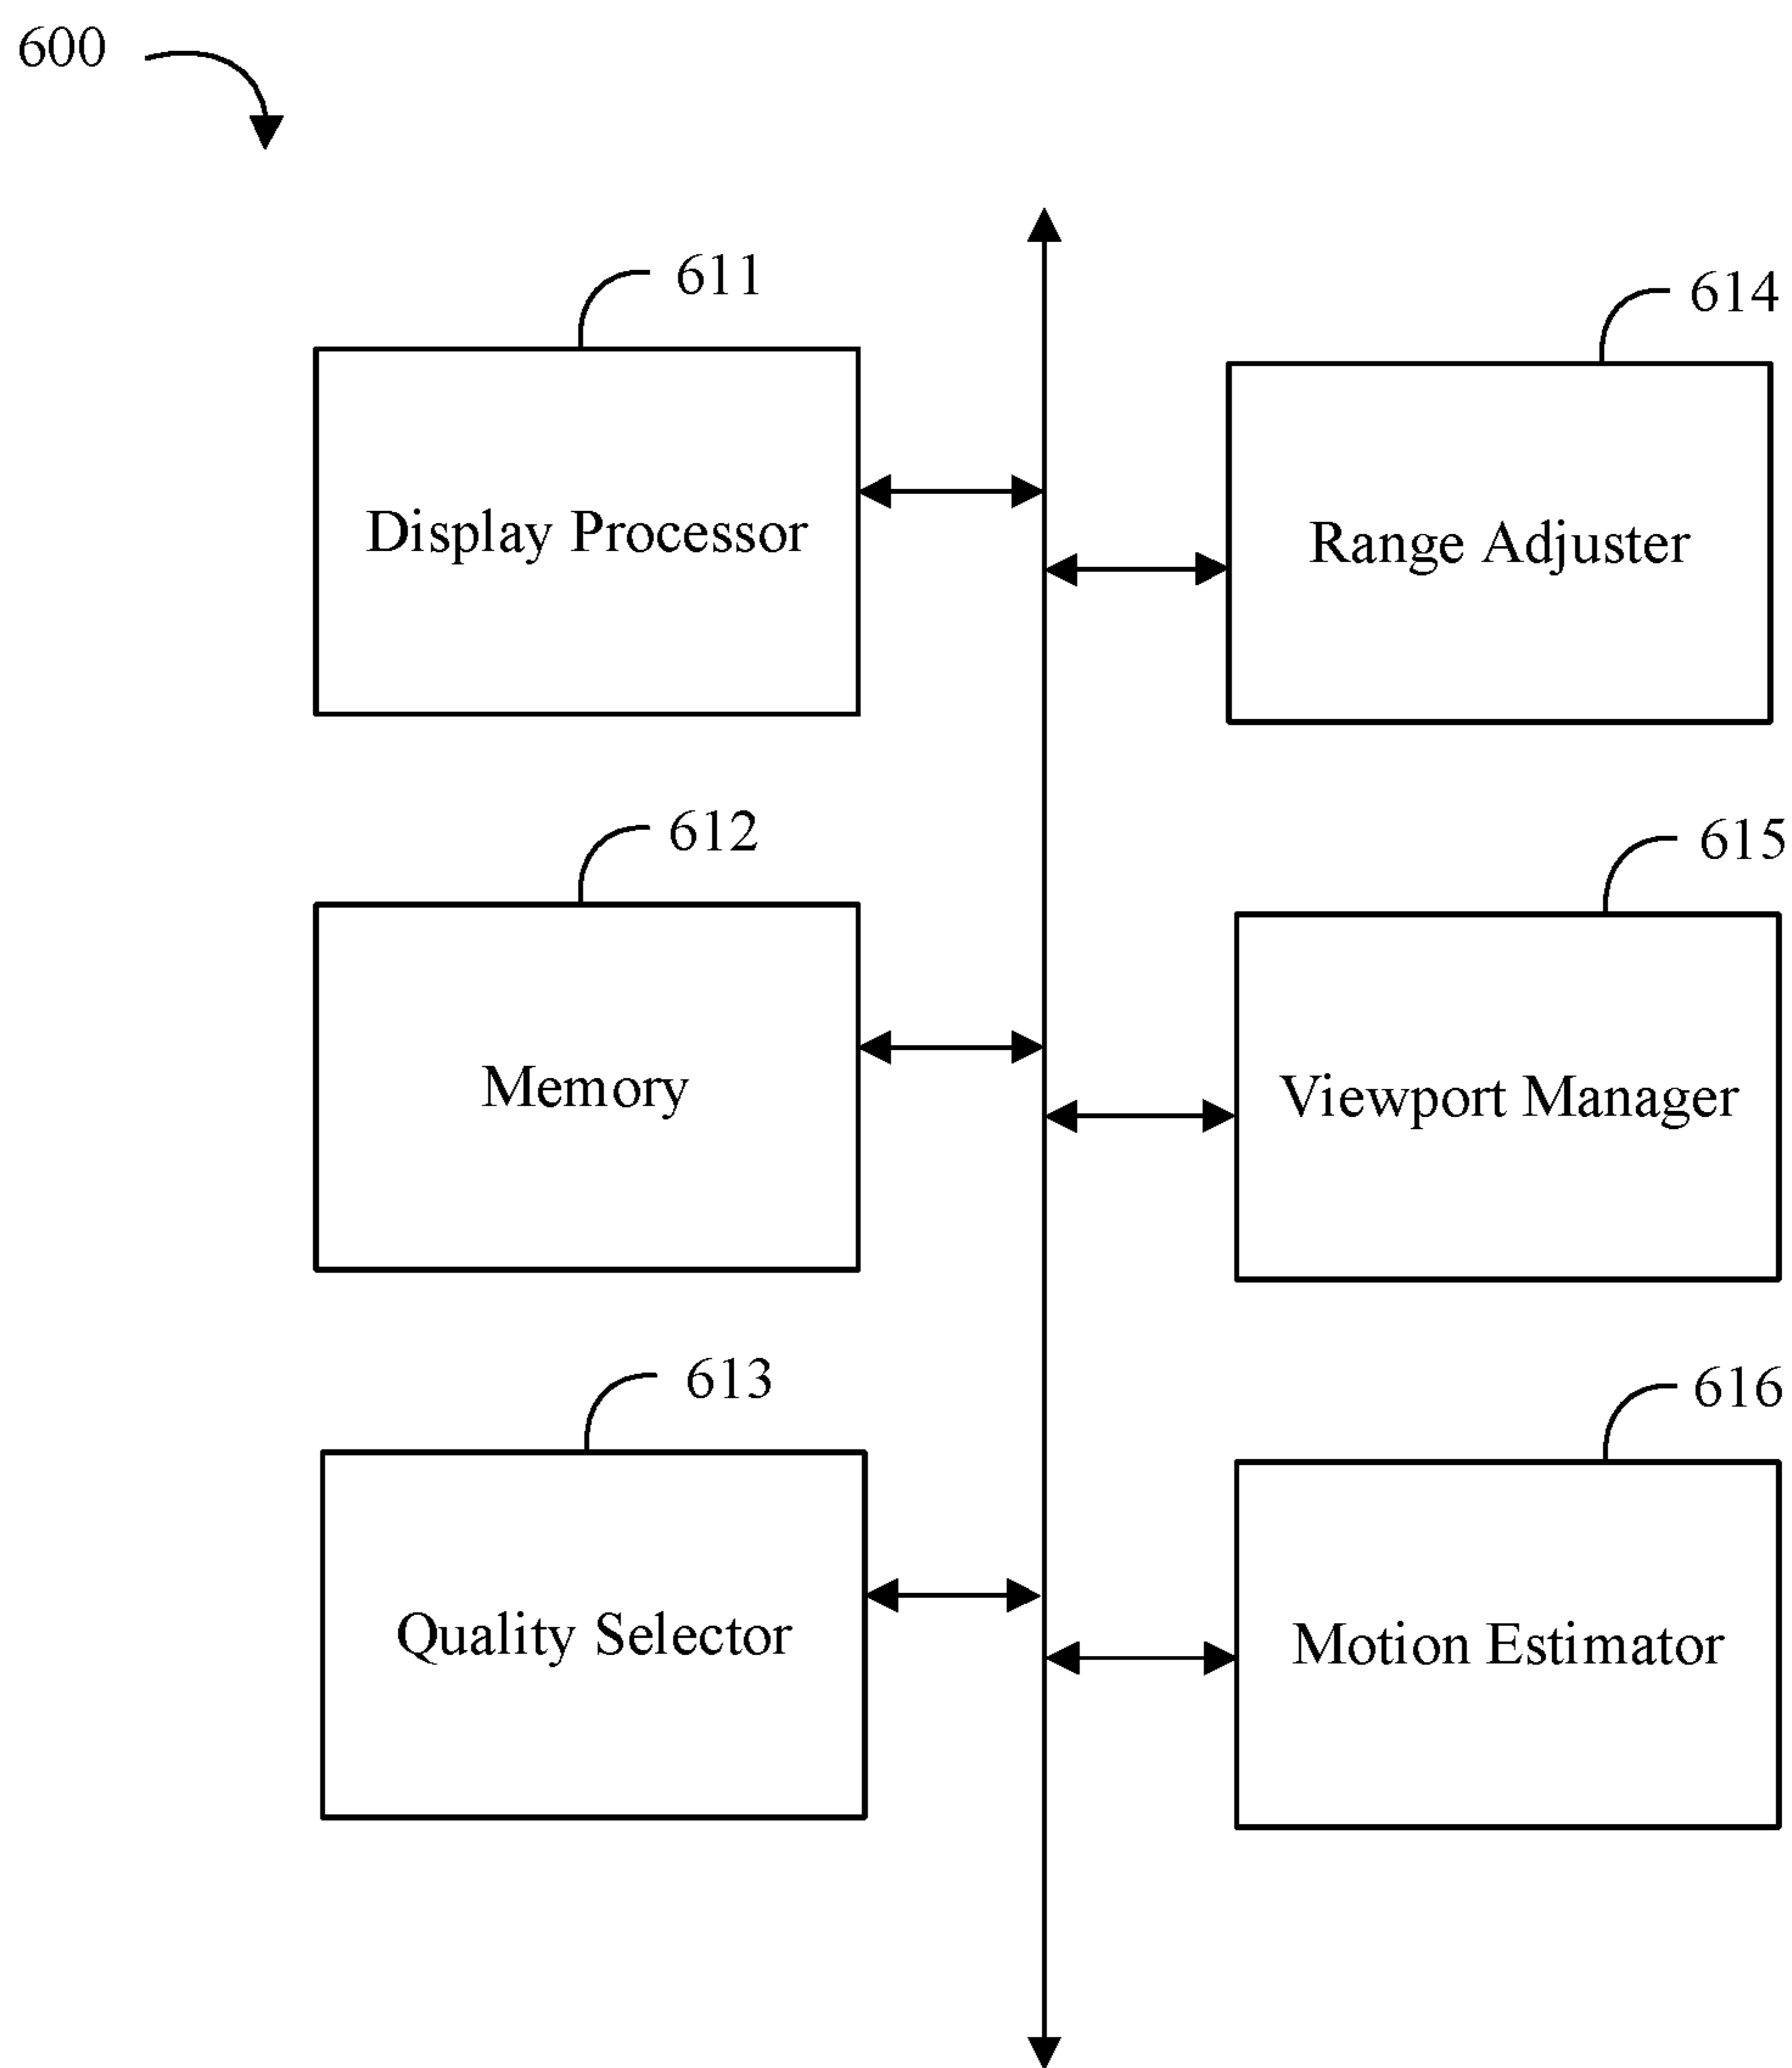 600
611
Display Processor
614
Range Adjuster
612
Memory
615
Viewport Manager
613
Quality Selector
616
Motion Estimator